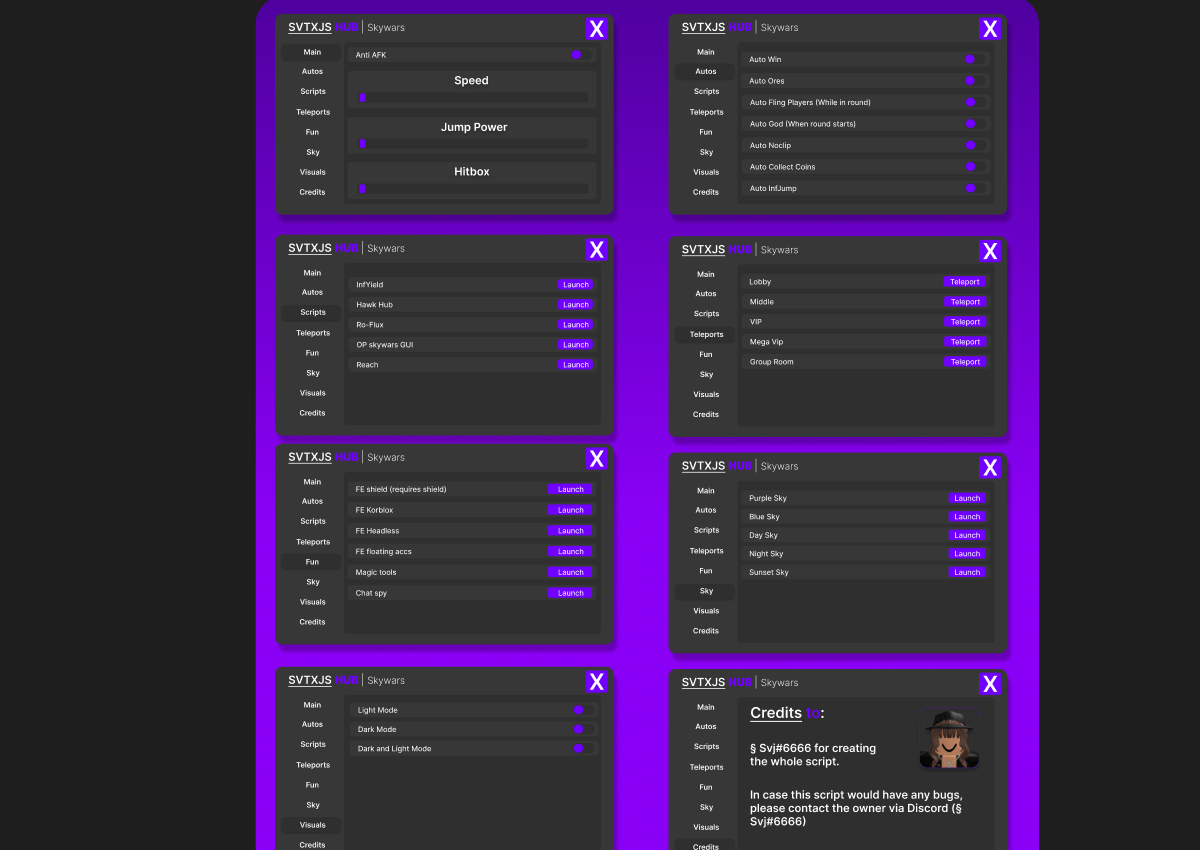 SVTXJS HUB | Skywars
X
Main
Autos
Scripts
Teleports
Fun
Sky
Visuals
Credits
Anti AFK
Speed
Jump Power
Hitbox
SVTXJS HUB | Skywars
X
Main
Autos
Scripts
Teleports
Fun
Sky
Visuals
Credits
Auto Win
Auto Ores
Auto Fling Players (While in round)
Auto God (When round starts)
Auto Noclip
Auto Collect Coins
Auto InfJump
SVTXJS HUB | Skywars
X
Main
Autos
Scripts
Teleports
Fun
Sky
Visuals
Credits
InfYield Launch
Hawk Hub Launch
Ro-Flux Launch
OP skywars GUI Launch
Reach Launch
SVTXJS HUB | Skywars
X
Main
Autos
Scripts
Teleports
Fun
Sky
Visuals
Credits
Lobby Teleport
Middle Teleport
VIP Teleport
Mega Vip Teleport
Group Room Teleport
SVTXJS HUB | Skywars
X
Main
Autos
Scripts
Teleports
Fun
Sky
Visuals
Credits
FE shield (requires shield) Launch
FE Korblox Launch
FE Headless Launch
FE floating accs Launch
Magic tools Launch
Chat spy Launch
SVTXJS HUB | Skywars
X
Main
Autos
Scripts
Teleports
Fun
Sky
Visuals
Credits
Purple Sky Launch
Blue Sky Launch
Day Sky Launch
Night Sky Launch
Sunset Sky Launch
SVTXJS HUB | Skywars
X
Main
Autos
Scripts
Teleports
Fun
Sky
Visuals
Credits
Light Mode
Dark Mode
Dark and Light Mode
SVTXJS HUB | Skywars
X
Main
Autos
Scripts
Teleports
Fun
Sky
Visuals
Credits
Credits to:
§ Svj#6666 for creating
the whole script.
In case this script would have any bugs,
please contact the owner via Discord (§
Svj#6666)